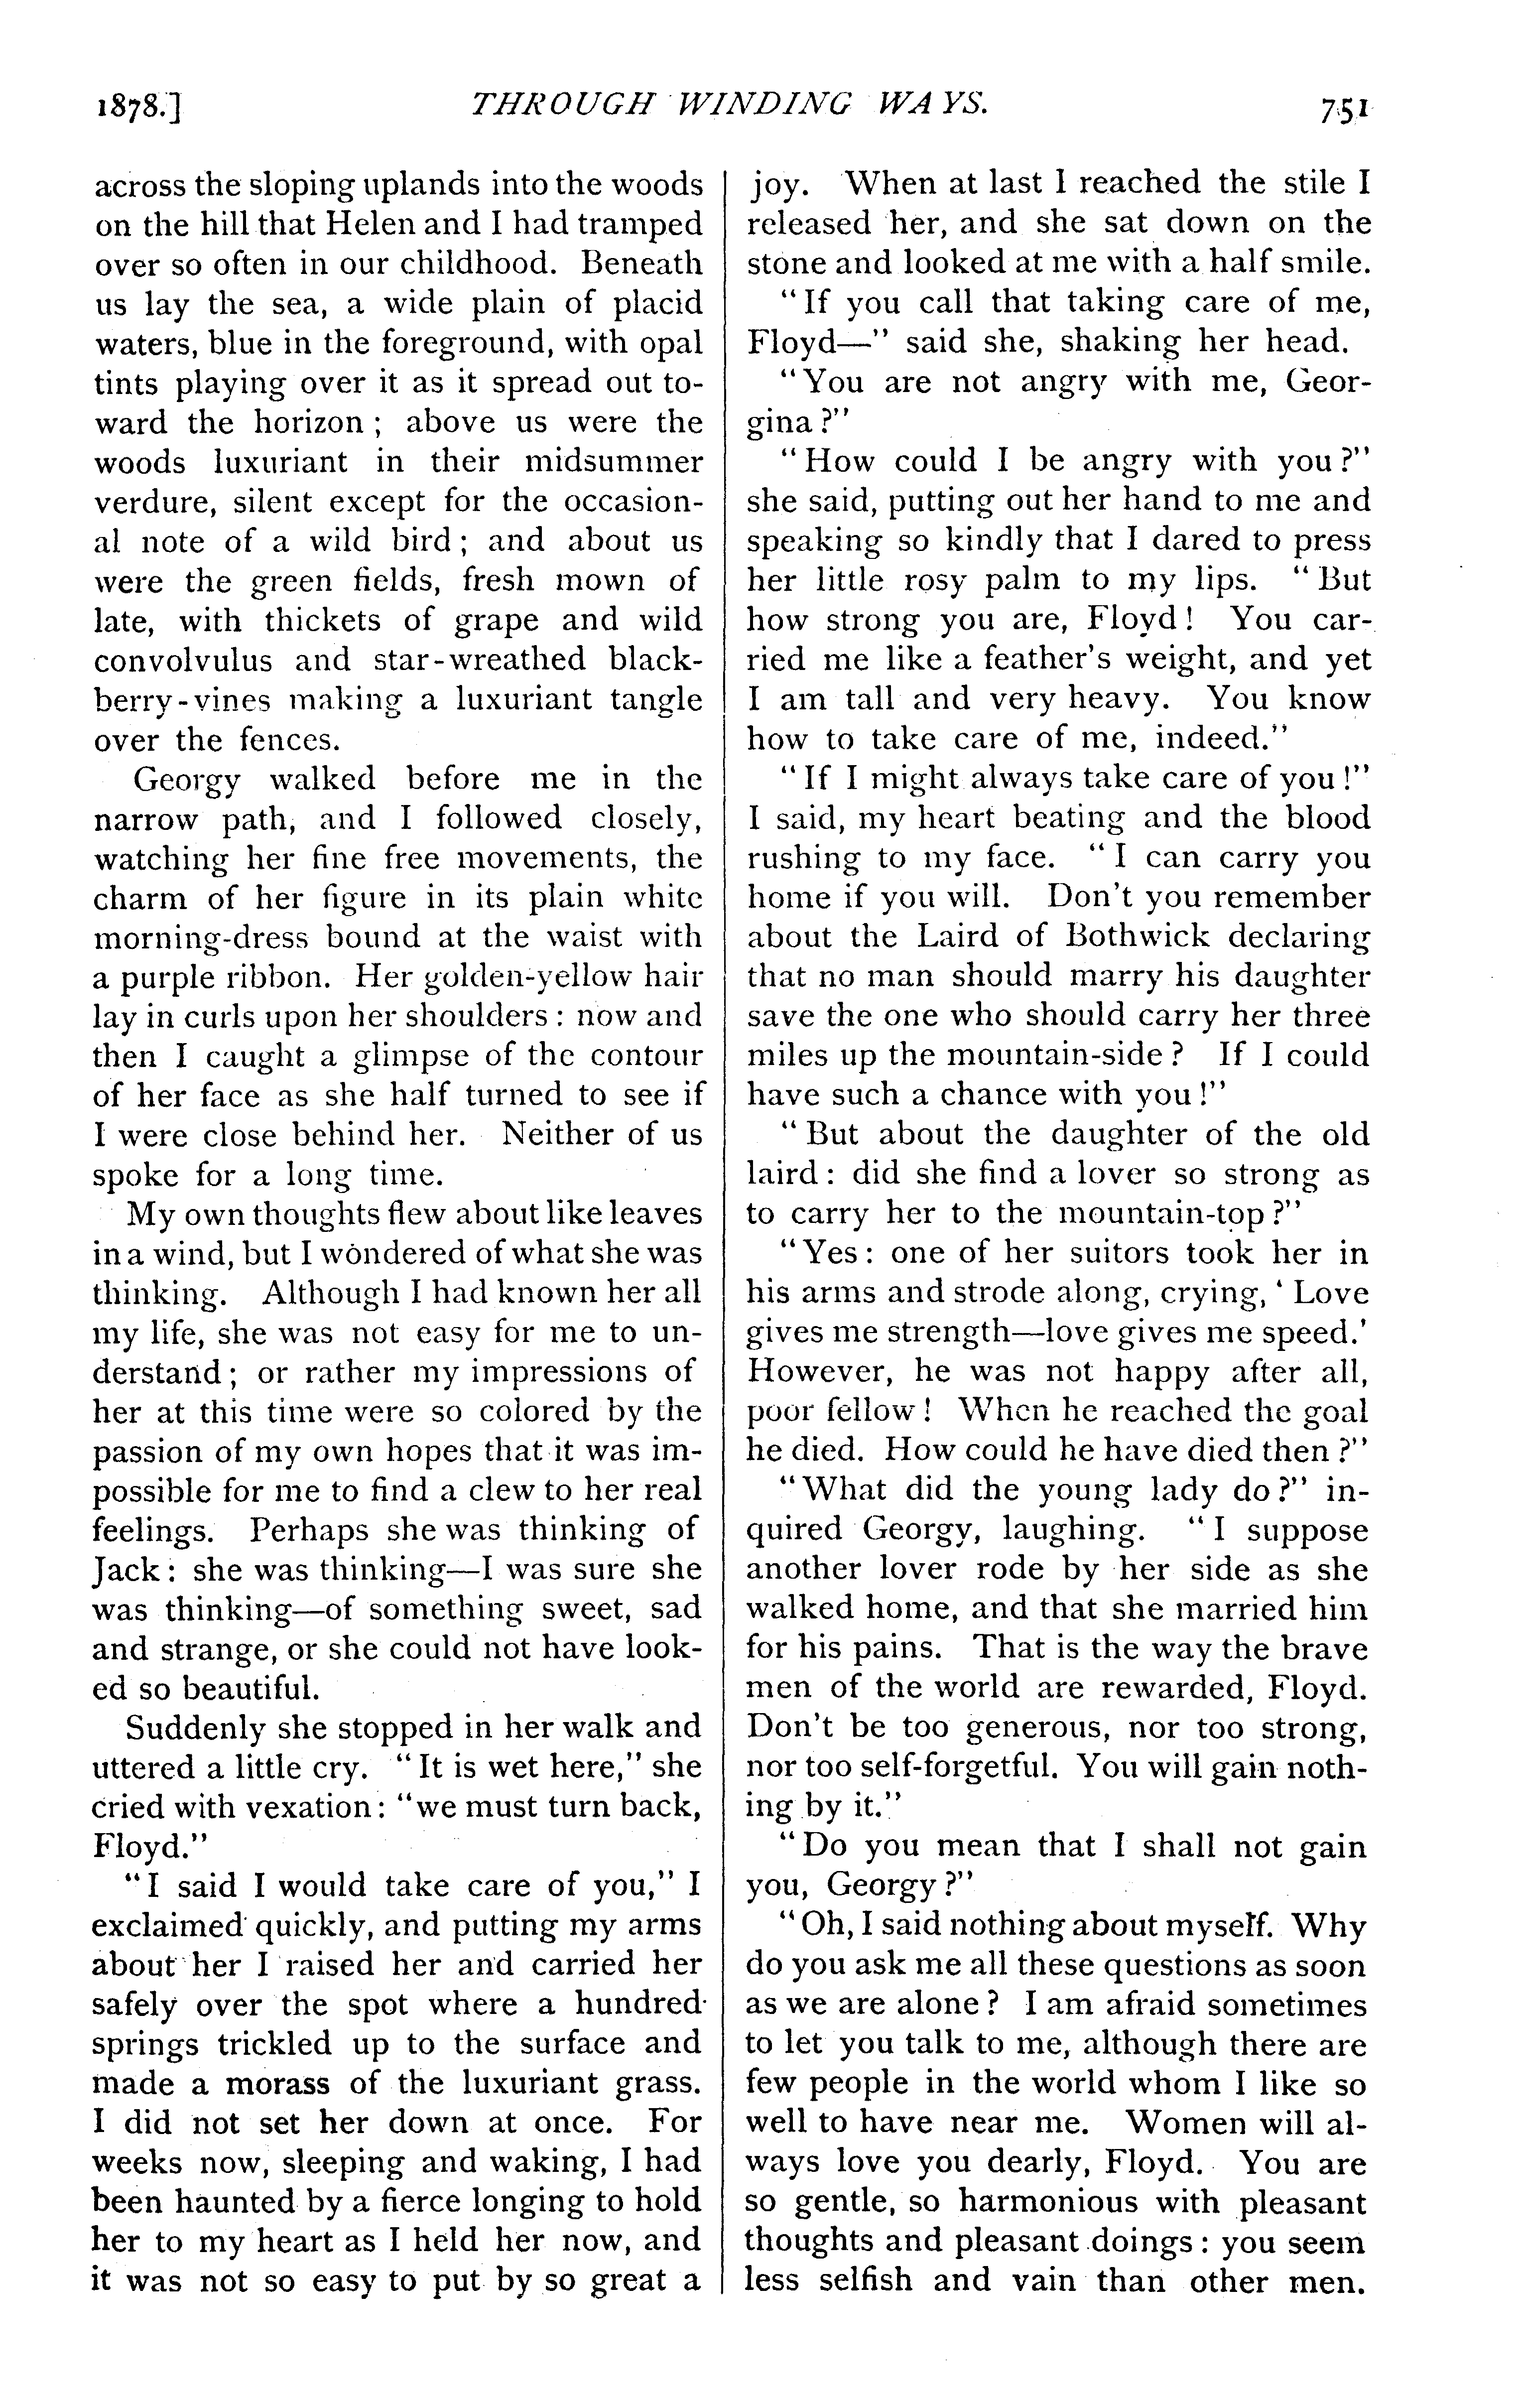 1878.] THROUGH WINDING WAYS. 751
across the sloping uplands into the woods
on the hill that Helen and I had tramped
over so often in our childhood. Beneath
us lay the sea, a wide plain of placid
waters, blue in the foreground, with opal
tints playing over it as it spread out to-
ward the horizon; above us were the
woods luxuriant in their midsummer
verdure, silent except for the occasion-
al note of a wild bird; and about us
were the green fields, fresh mown of
late, with thickets of grape and wild
convolvulus and star-wreathed black-
berry-vines making a luxuriant tangle
over the fences.
Georgy walked before me in the
narrow path, and I followed closely,
watching her fine free movements, the
charm of her figure in its plain white
morning-dress bound at the waist with
a purple ribbon. Her golden-yellow hair
lay in curls upon her shoulders: now and
then I caught a glimpse of the contour
of her face as she half turned to see if
I were close behind her. Neither of us
spoke for a long time.
My own thoughts flew about like leaves
in a wind, but I wondered of what she was
thinking. Although I had known her all
my life, she was not easy for me to un-
derstand; or rather my impressions of
her at this time were so colored by the
passion of my own hopes that it was im-
possible for me to find a clew to her real
feelings. Perhaps she was thinking of
Jack: she was thinking—I was sure she
was thinking—of something sweet, sad
and strange, or she could not have look-
ed so beautiful.
Suddenly she stopped in her walk and
uttered a little cry. "It is wet here," she
cried with vexation: "we must turn back,
Floyd."
"I said I would take care of you," I
exclaimed quickly, and putting my arms
about her I raised her and carried her
safely over the spot where a hundred
springs trickled up to the surface and
made a morass of the luxuriant grass.
I did not set her down at once. For
weeks now, sleeping and waking, I had
been haunted by a fierce longing to hold
her to my heart as I held her now, and
it was not so easy to put by so great a
joy. When at last I reached the stile I
released her, and she sat down on the
stone and looked at me with a half smile.
"If you call that taking care of me,
Floyd—" said she, shaking her head.
"You are not angry with me, Geor-
gina?"
"How could I be angry with you?"
she said, putting out her hand to me and
speaking so kindly that I dared to press
her little rosy palm to my lips. "But
how strong you are, Floyd! You car-
ried me like a feather's weight, and yet
I am tall and very heavy. You know
how to take care of me, indeed."
"If I might always take care of you!"
I said, my heart beating and the blood
rushing to my face. "I can carry you
home if you will. Don't you remember
about the Laird of Bothwick declaring
that no man should marry his daughter
save the one who should carry her three
miles up the mountain-side? If I could
have such a chance with you!"
"But about the daughter of the old
laird: did she find a lover so strong as
to carry her to the mountain-top?"
"Yes: one of her suitors took her in
his arms and strode along, crying, 'Love
gives me strength—love gives me speed.'
However, he was not happy after all,
poor fellow! When he reached the goal
he died. How could he have died then?"
"What did the young lady do?" in-
quired Georgy, laughing. "I suppose
another lover rode by her side as she
walked home, and that she married him
for his pains. That is the way the brave
men of the world are rewarded, Floyd.
Don't be too generous, nor too strong,
nor too self-forgetful. You will gain noth-
ing by it."
"Do you mean that I shall not gain
you, Georgy?"
"Oh, I said nothing about myself. Why
do you ask me all these questions as soon
as we are alone? I am afraid sometimes
to let you talk to me, although there are
few people in the world whom I like so
well to have near me. Women will al-
ways love you dearly, Floyd. You are
so gentle, so harmonious with pleasant
thoughts and pleasant doings: you seem
less selfish and vain than other men.